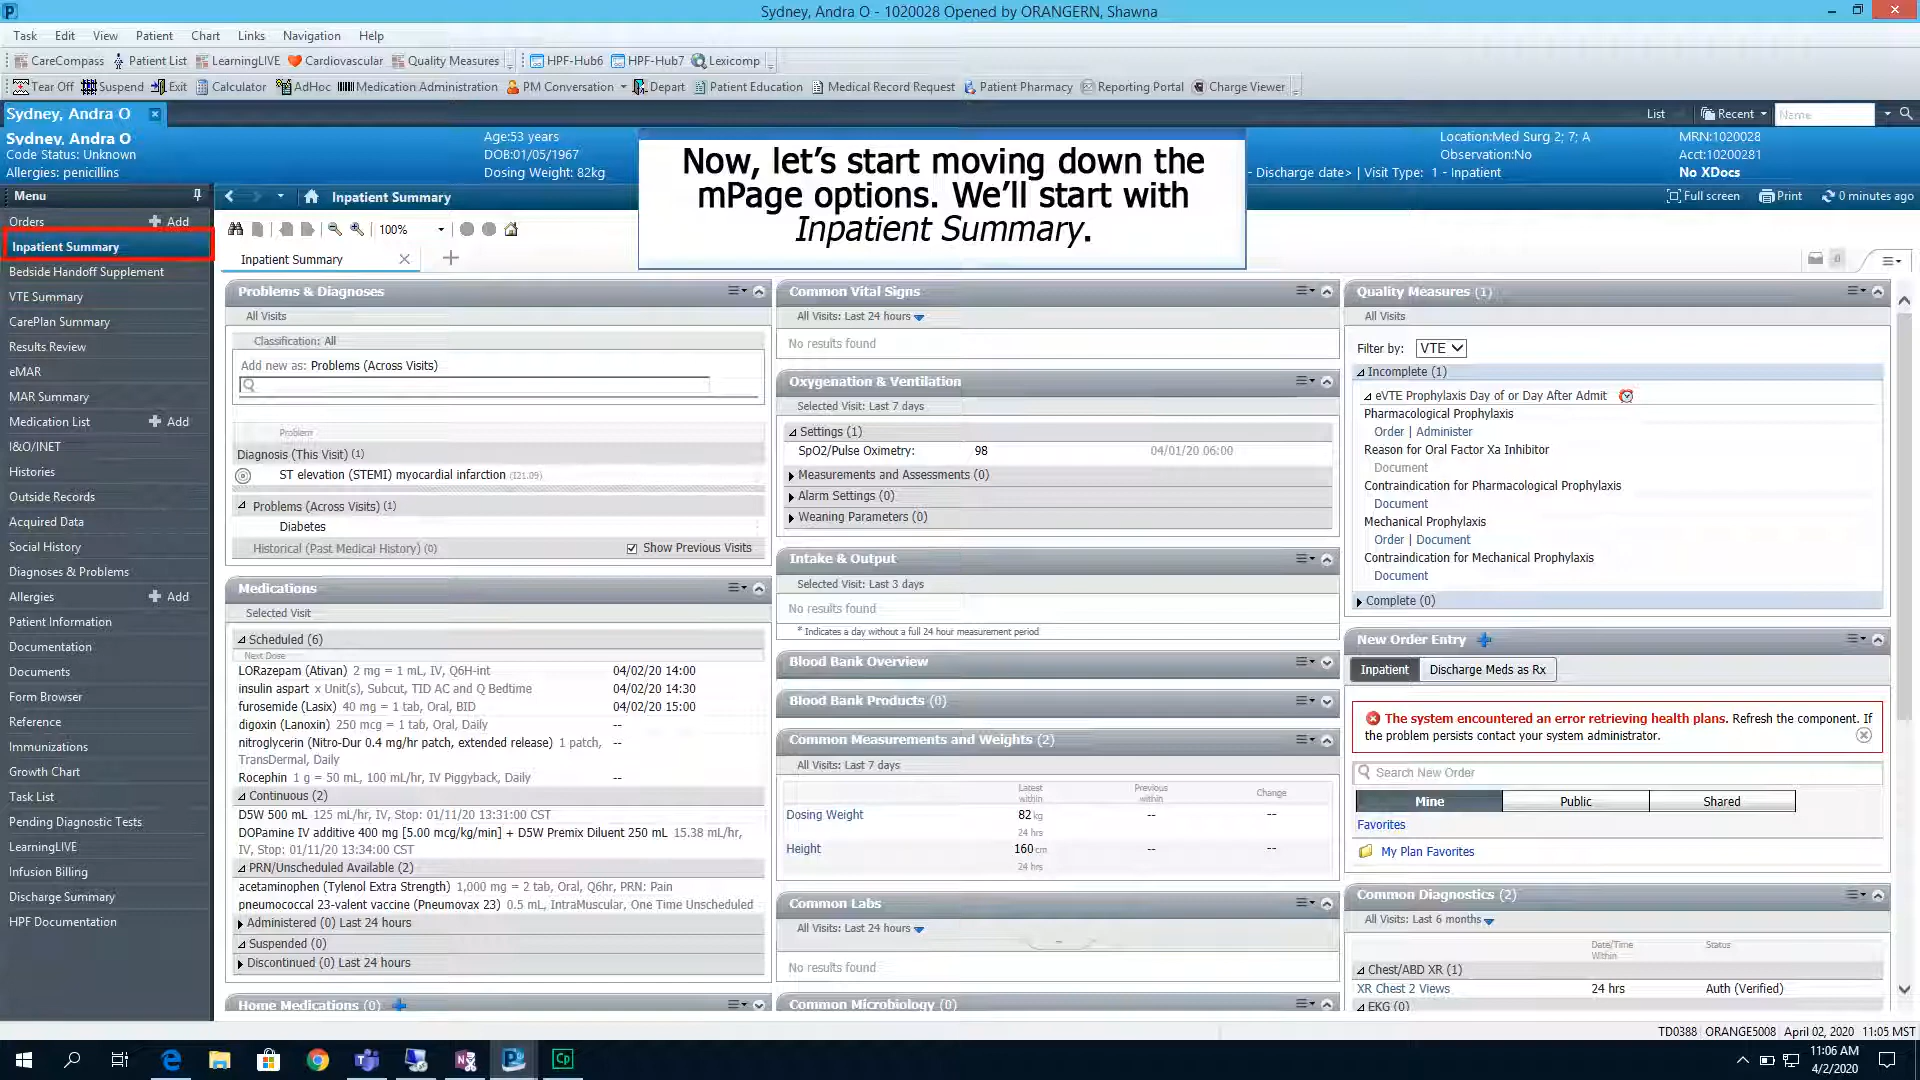 Sydney, Andra O - 1020028 Opened by ORANGERN, Shawna
Task Edit View Patient Chart Links Navigation Help
CareCompass Patient List LearningLIVE Cardiovascular Quality Measures HPF-Hub6 HPF-Hub7 Lexicomp
Tear Off Suspend Exit Calculator AdHoc Medication Administration PM Conversation Depart Patient Education Medical Record Request Patient Pharmacy Reporting Portal Charge Viewer
Sydney, Andra O List Recent Name
Sydney, Andra O Age:53 years Location:Med Surg 2; 7; A MRN:1020028
Code Status: Unknown DOB:01/05/1967 Observation:No Acct:10200281
Allergies: penicillins Dosing Weight: 82kg - Discharge date> | Visit Type: 1 - Inpatient No XDocs
Now, let's start moving down the
mPage options. We'll start with
Inpatient Summary.
Menu
Orders Add
Inpatient Summary
Bedside Handoff Supplement
VTE Summary
CarePlan Summary
Results Review
eMAR
MAR Summary
Medication List Add
I&O/INET
Histories
Outside Records
Acquired Data
Social History
Diagnoses & Problems
Allergies Add
Patient Information
Documentation
Documents
Form Browser
Reference
Immunizations
Growth Chart
Task List
Pending Diagnostic Tests
LearningLIVE
Infusion Billing
Discharge Summary
HPF Documentation
Inpatient Summary Full screen Print 0 minutes ago
100%
Inpatient Summary
Problems & Diagnoses
All Visits
Classification: All
Add new as: Problems (Across Visits)
Problem
Diagnosis (This Visit) (1)
ST elevation (STEMI) myocardial infarction (I21.09)
Problems (Across Visits) (1)
Diabetes
Historical (Past Medical History) (0) Show Previous Visits
Medications
Selected Visit
Scheduled (6)
Next Dose
LORazepam (Ativan) 2 mg = 1 mL, IV, Q6H-int 04/02/20 14:00
insulin aspart x Unit(s), Subcut, TID AC and Q Bedtime 04/02/20 14:30
furosemide (Lasix) 40 mg = 1 tab, Oral, BID 04/02/20 15:00
digoxin (Lanoxin) 250 mcg = 1 tab, Oral, Daily --
nitroglycerin (Nitro-Dur 0.4 mg/hr patch, extended release) 1 patch, --
TransDermal, Daily
Rocephin 1 g = 50 mL, 100 mL/hr, IV Piggyback, Daily --
Continuous (2)
D5W 500 mL 125 mL/hr, IV, Stop: 01/11/20 13:31:00 CST
DOPamine IV additive 400 mg [5.00 mcg/kg/min] + D5W Premix Diluent 250 mL 15.38 mL/hr,
IV, Stop: 01/11/20 13:34:00 CST
PRN/Unscheduled Available (2)
acetaminophen (Tylenol Extra Strength) 1,000 mg = 2 tab, Oral, Q6hr, PRN: Pain
pneumococcal 23-valent vaccine (Pneumovax 23) 0.5 mL, IntraMuscular, One Time Unscheduled
Administered (0) Last 24 hours
Suspended (0)
Discontinued (0) Last 24 hours
Home Medications (0)
Common Vital Signs
All Visits: Last 24 hours
No results found
Oxygenation & Ventilation
Selected Visit: Last 7 days
Settings (1)
SpO2/Pulse Oximetry: 98 04/01/20 06:00
Measurements and Assessments (0)
Alarm Settings (0)
Weaning Parameters (0)
Intake & Output
Selected Visit: Last 3 days
No results found
* Indicates a day without a full 24 hour measurement period
Blood Bank Overview
Blood Bank Products (0)
Common Measurements and Weights (2)
All Visits: Last 7 days
Latest Previous Change
within within
Dosing Weight 82 kg -- --
24 hrs
Height 160 cm -- --
24 hrs
Common Labs
All Visits: Last 24 hours
No results found
Common Microbiology (0)
Quality Measures (1)
All Visits
Filter by: VTE
Incomplete (1)
eVTE Prophylaxis Day of or Day After Admit
Pharmacological Prophylaxis
Order | Administer
Reason for Oral Factor Xa Inhibitor
Document
Contraindication for Pharmacological Prophylaxis
Document
Mechanical Prophylaxis
Order | Document
Contraindication for Mechanical Prophylaxis
Document
Complete (0)
New Order Entry
Inpatient Discharge Meds as Rx
The system encountered an error retrieving health plans. Refresh the component. If
the problem persists contact your system administrator.
Search New Order
Mine Public Shared
Favorites
My Plan Favorites
Common Diagnostics (2)
All Visits: Last 6 months
Date/Time Status
Within
Chest/ABD XR (1)
XR Chest 2 Views 24 hrs Auth (Verified)
EKG (0)
TD0388 ORANGE5008 April 02, 2020 11:05 MST
11:06 AM
4/2/2020